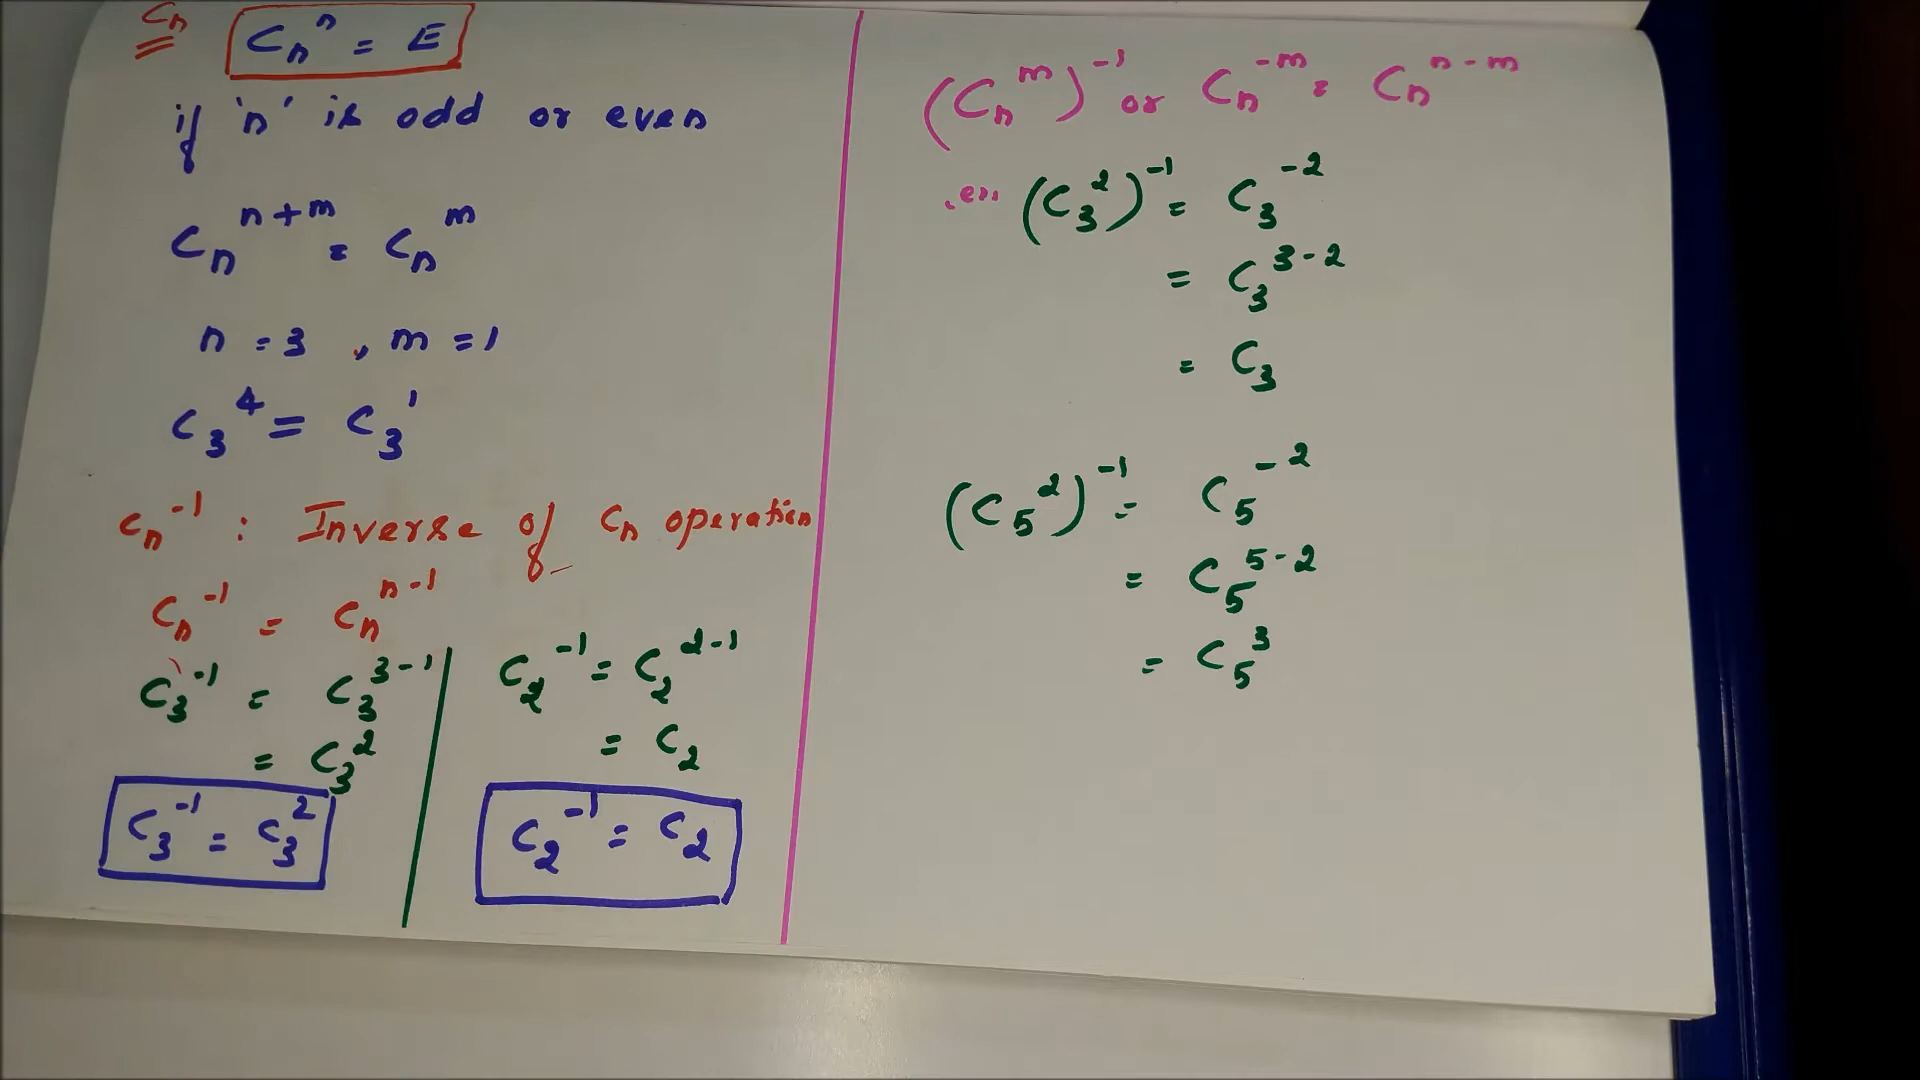 Cn  Cn^n = E
if 'n' is odd or even
Cn^n+m = Cn^m
n = 3 , m = 1
C3^4 = C3^1
Cn^-1 : Inverse of Cn operation
Cn^-1 = Cn^n-1
C3^-1 = C3^3-1
= C3^2
C3^-1 = C3^2
C2^-1 = C2^2-1
= C2
C2^-1 = C2
(Cn^m)^-1 or Cn^-m = Cn^n-m
(C3^2)^-1 = C3^-2
= C3^3-2
= C3
(C5^2)^-1 = C5^-2
= C5^5-2
= C5^3